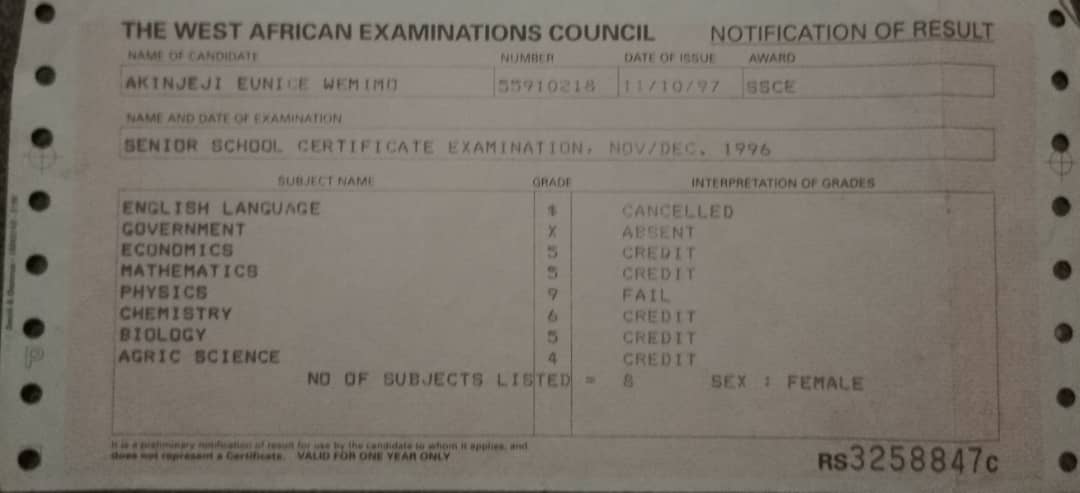 THE WEST AFRICAN EXAMINATIONS COUNCIL NOTIFICATION OF RESULT
NAME OF CANDIDATE NUMBER DATE OF ISSUE AWARD
AKINJEJI EUNICE WEMIMO 55910218 11/10/97 SSCE
NAME AND DATE OF EXAMINATION
SENIOR SCHOOL CERTIFICATE EXAMINATION, NOV/DEC. 1996
SUBJECT NAME GRADE INTERPRETATION OF GRADES
ENGLISH LANGUAGE $ CANCELLED
GOVERNMENT X ABSENT
ECONOMICS 5 CREDIT
MATHEMATICS 5 CREDIT
PHYSICS 9 FAIL
CHEMISTRY 6 CREDIT
BIOLOGY 5 CREDIT
AGRIC SCIENCE 4 CREDIT
NO OF SUBJECTS LISTED = 8 SEX : FEMALE
It is a preliminary notification of result for use by the candidate to whom it applies, and
does not represent a Certificate. VALID FOR ONE YEAR ONLY
RS3258847C
P